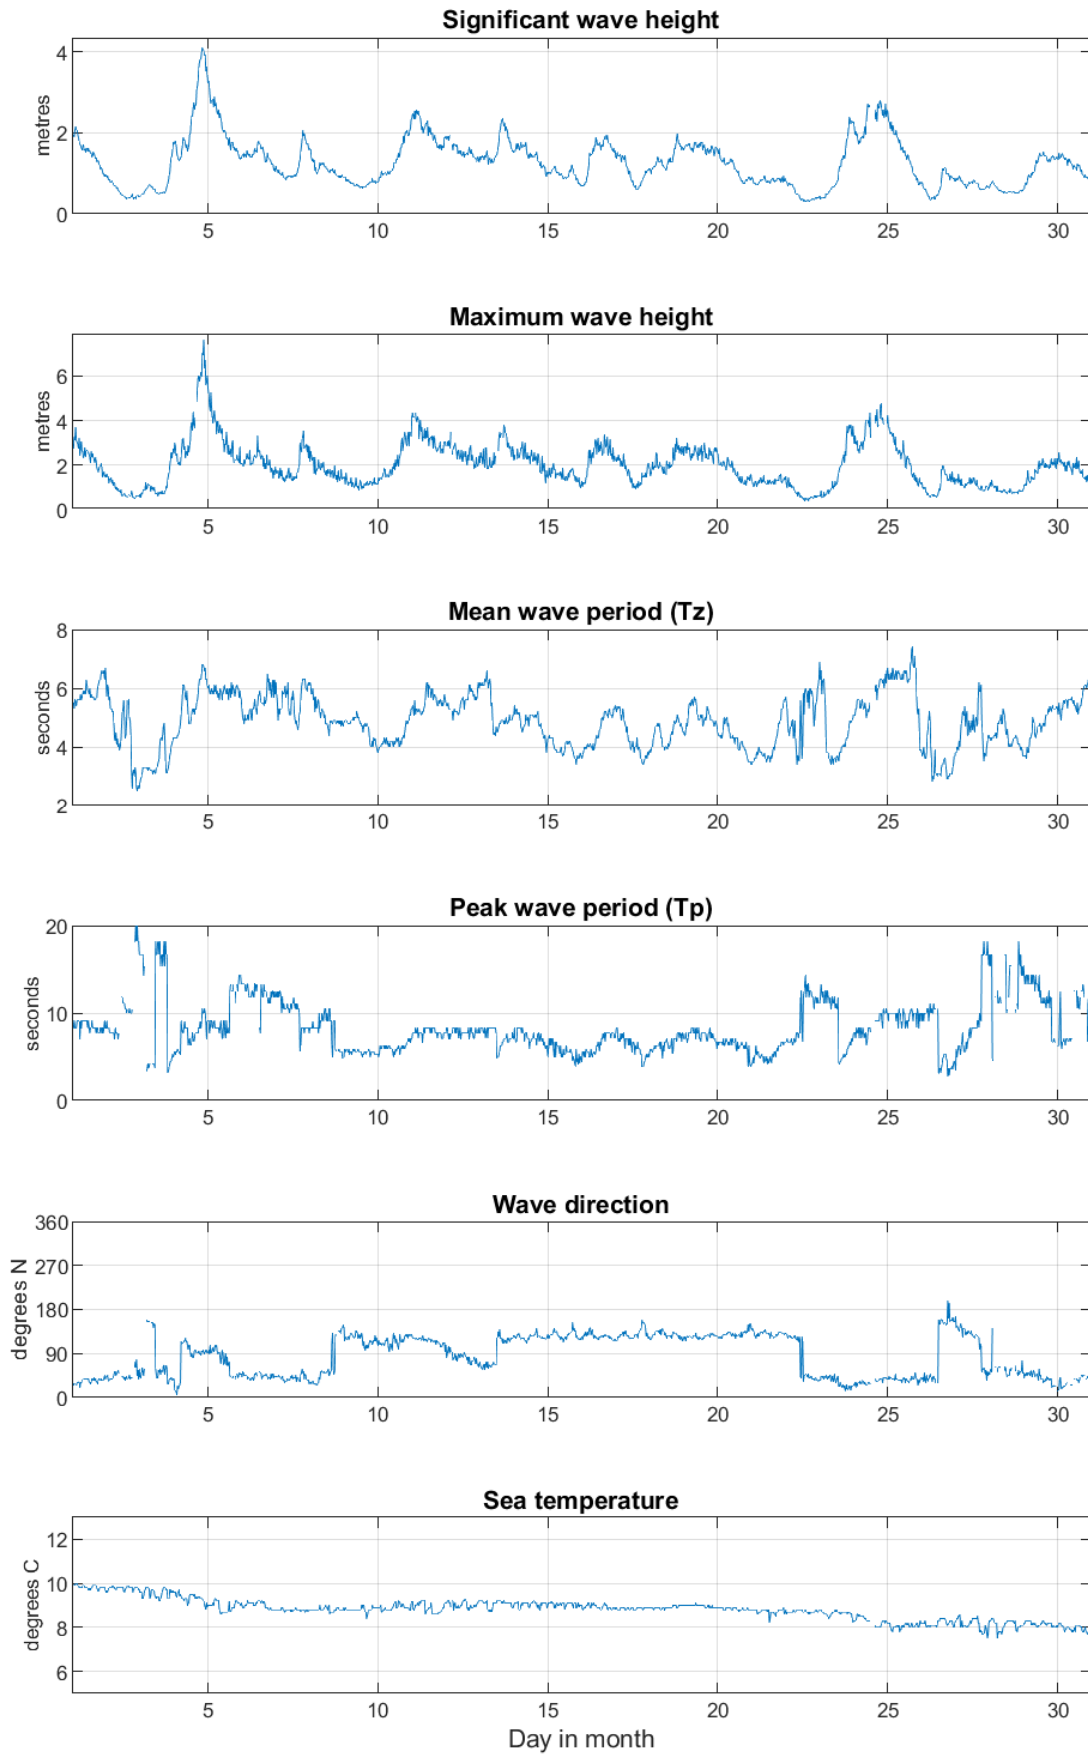 Significant wave height
metres
4
2
0
5 10 15 20 25 30
Maximum wave height
metres
6
4
2
0
5 10 15 20 25 30
Mean wave period (Tz)
seconds
8
6
4
2
5 10 15 20 25 30
Peak wave period (Tp)
seconds
20
10
0
5 10 15 20 25 30
Wave direction
degrees N
360
270
180
90
0
5 10 15 20 25 30
Sea temperature
degrees C
12
10
8
6
5 10 15 20 25 30
Day in month